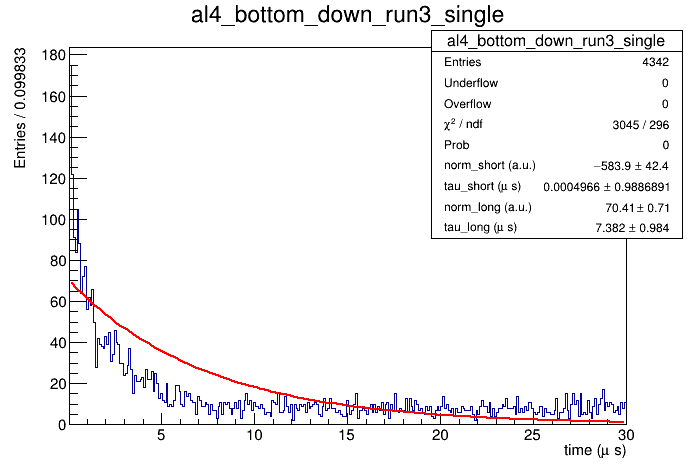 al4_bottom_down_run3_single
al4_bottom_down_run3_single
Entries 4342
Underflow 0
Overflow 0
χ² / ndf 3045 / 296
Prob 0
norm_short (a.u.) −583.9 ± 42.4
tau_short (μ s) 0.0004966 ± 0.9886891
norm_long (a.u.) 70.41 ± 0.71
tau_long (μ s) 7.382 ± 0.984
Entries / 0.099833
180
160
140
120
100
80
60
40
20
0
5 10 15 20 25 30
time (μ s)